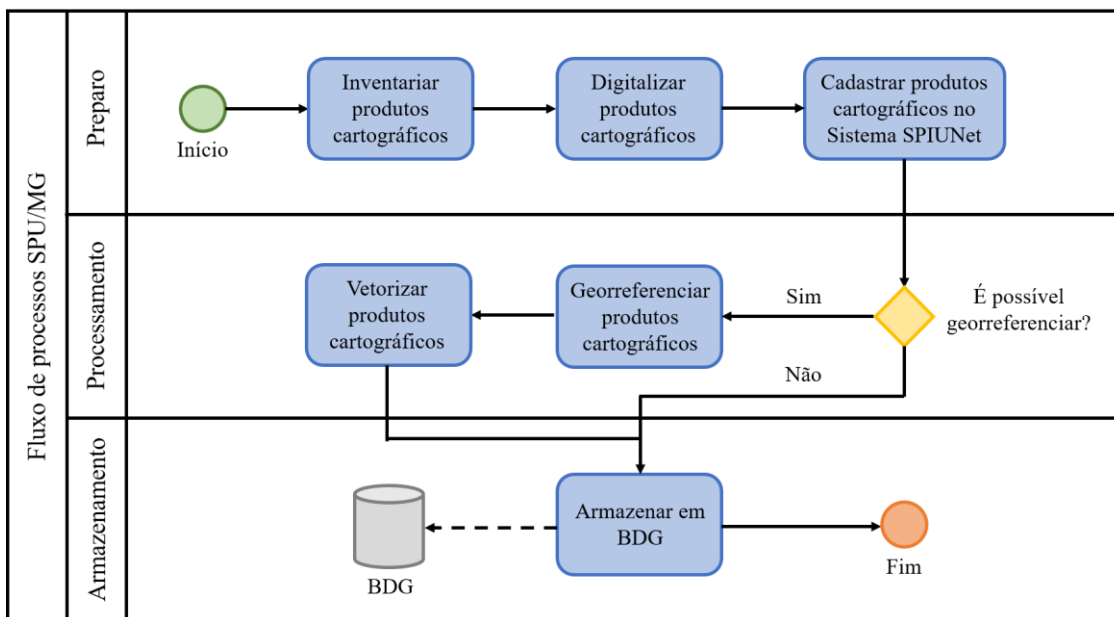 Fluxo de processos SPU/MG
Preparo
Início
Inventariar
produtos
cartográficos
Digitalizar
produtos
cartográficos
Cadastrar produtos
cartográficos no
Sistema SPIUNet
Processamento
Vetorizar
produtos
cartográficos
Georreferenciar
produtos
cartográficos
Sim
Não
É possível
georreferenciar?
Armazenamento
BDG
Armazenar em
BDG
Fim